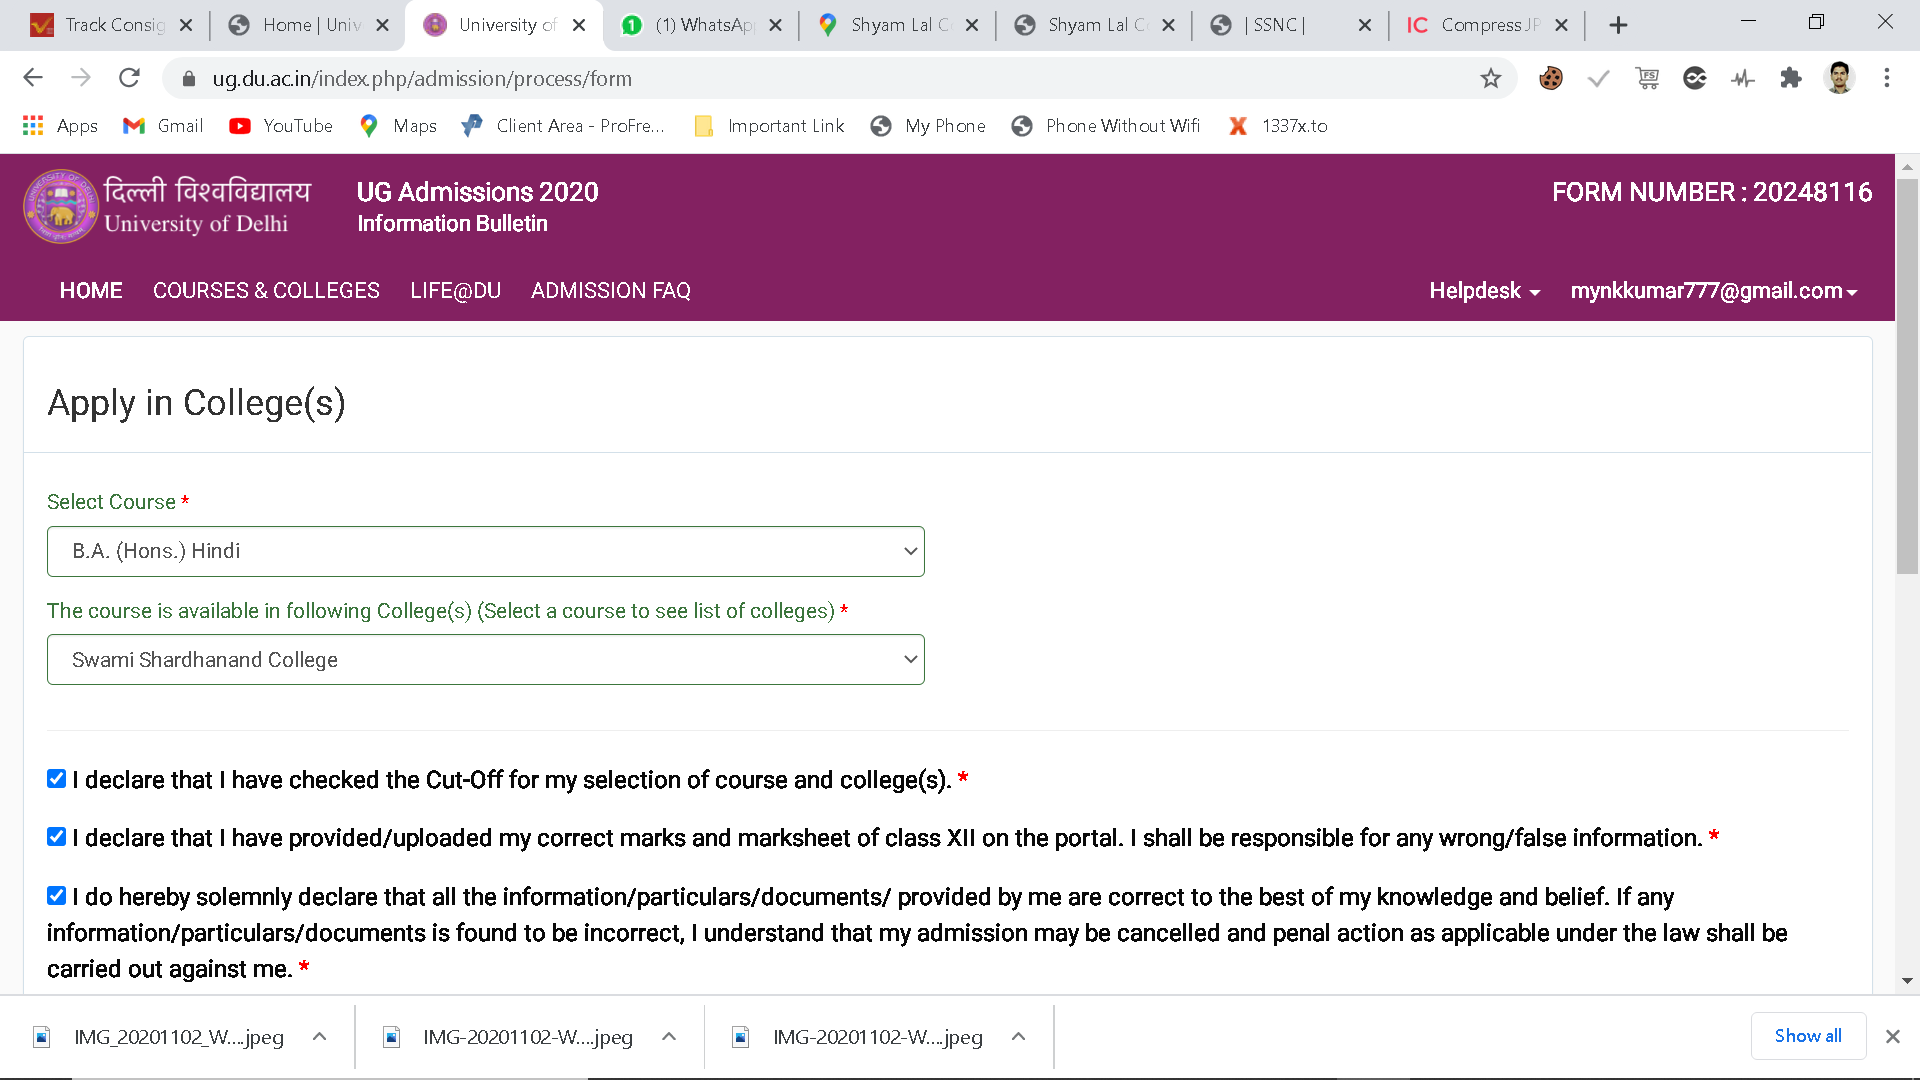 Track Consig
Home | Univ
University of
(1) WhatsAp
Shyam Lal C
Shyam Lal C
| SSNC |
IC Compress JP
ug.du.ac.in/index.php/admission/process/form
Apps
Gmail
YouTube
Maps
Client Area - ProFre...
Important Link
My Phone
Phone Without Wifi
1337x.to
दिल्ली विश्वविद्यालय
University of Delhi
UG Admissions 2020
Information Bulletin
FORM NUMBER : 20248116
HOME
COURSES & COLLEGES
LIFE@DU
ADMISSION FAQ
Helpdesk
mynkkumar777@gmail.com
Apply in College(s)
Select Course *
B.A. (Hons.) Hindi
The course is available in following College(s) (Select a course to see list of colleges) *
Swami Shardhanand College
I declare that I have checked the Cut-Off for my selection of course and college(s). *
I declare that I have provided/uploaded my correct marks and marksheet of class XII on the portal. I shall be responsible for any wrong/false information. *
I do hereby solemnly declare that all the information/particulars/documents/ provided by me are correct to the best of my knowledge and belief. If any
information/particulars/documents is found to be incorrect, I understand that my admission may be cancelled and penal action as applicable under the law shall be
carried out against me. *
IMG_20201102_W....jpeg
IMG-20201102-W....jpeg
IMG-20201102-W....jpeg
Show all